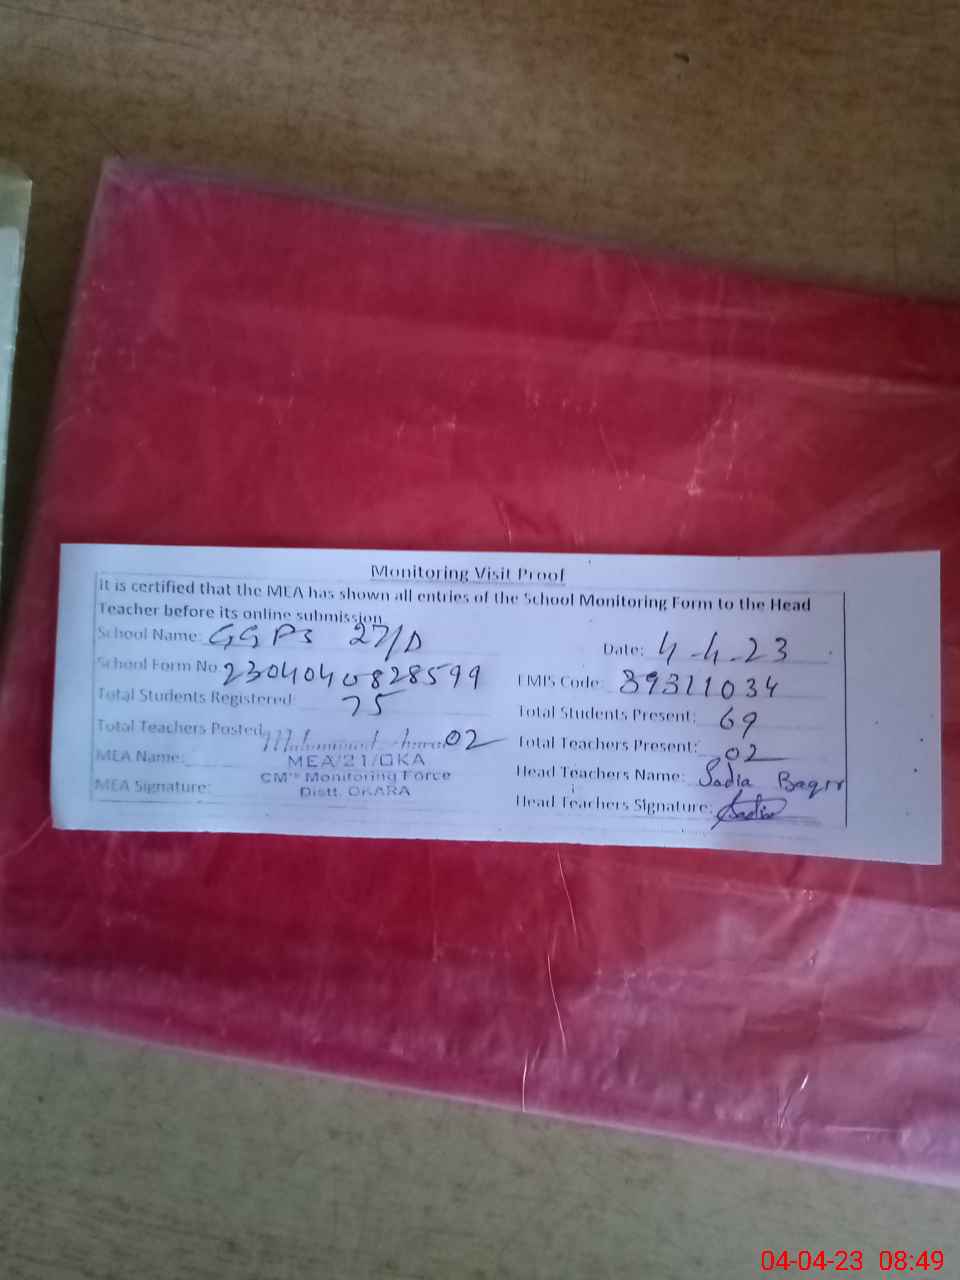 Monitoring Visit Proof
It is certified that the MEA has shown all entries of the School Monitoring Form to the Head
Teacher before its online submission
School Name: GGPS 27/D Date: 4-4-23
School Form No. 2304040828599 EMIS Code: 39311034
Total Students Registered: 75 Total Students Present: 69
Total Teachers Posted 02 Total Teachers Present: 02
MEA Name: Muhammad
MEA/21/OKA
CM's Monitoring Force
Distt. OKARA
Head Teachers Name: Sadia Baqir
MEA Signature: Head Teachers Signature: Sadia
04-04-23 08:49